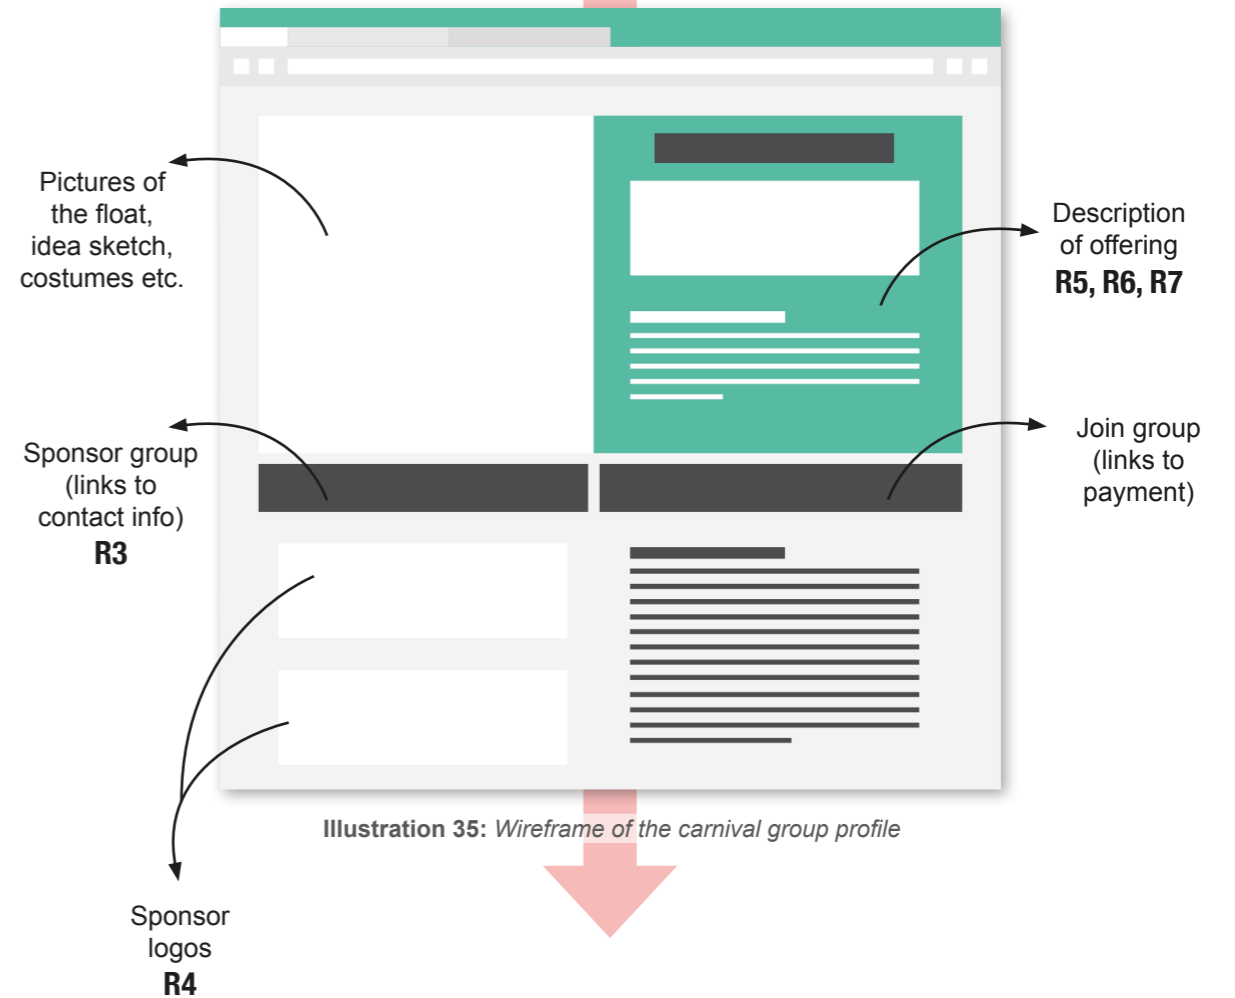 Pictures of
the float,
idea sketch,
costumes etc.
Description
of offering
R5, R6, R7
Sponsor group
(links to
contact info)
R3
Join group
(links to
payment)
Illustration 35: Wireframe of the carnival group profile
Sponsor
logos
R4